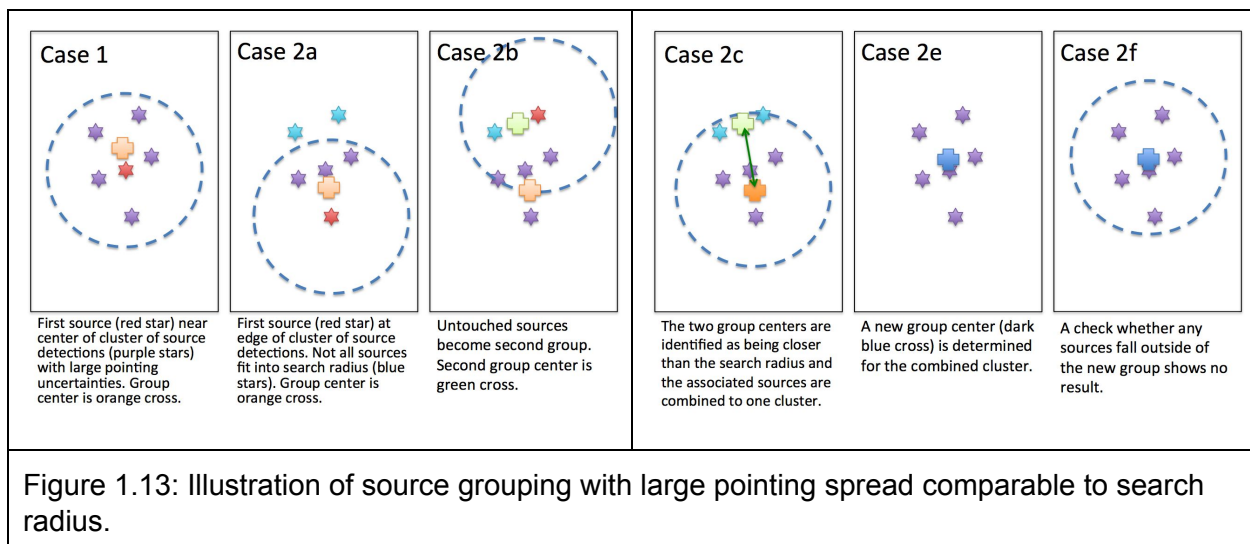 Case 1
First source (red star) near
center of cluster of source
detections (purple stars)
with large pointing
uncertainties. Group
center is orange cross.
Case 2a
First source (red star) at
edge of cluster of source
detections. Not all sources
fit into search radius (blue
stars). Group center is
orange cross.
Case 2b
Untouched sources
become second group.
Second group center is
green cross.
Case 2c
The two group centers are
identified as being closer
than the search radius and
the associated sources are
combined to one cluster.
Case 2e
A new group center (dark
blue cross) is determined
for the combined cluster.
Case 2f
A check whether any
sources fall outside of
the new group shows no
result.
Figure 1.13: Illustration of source grouping with large pointing spread comparable to search
radius.